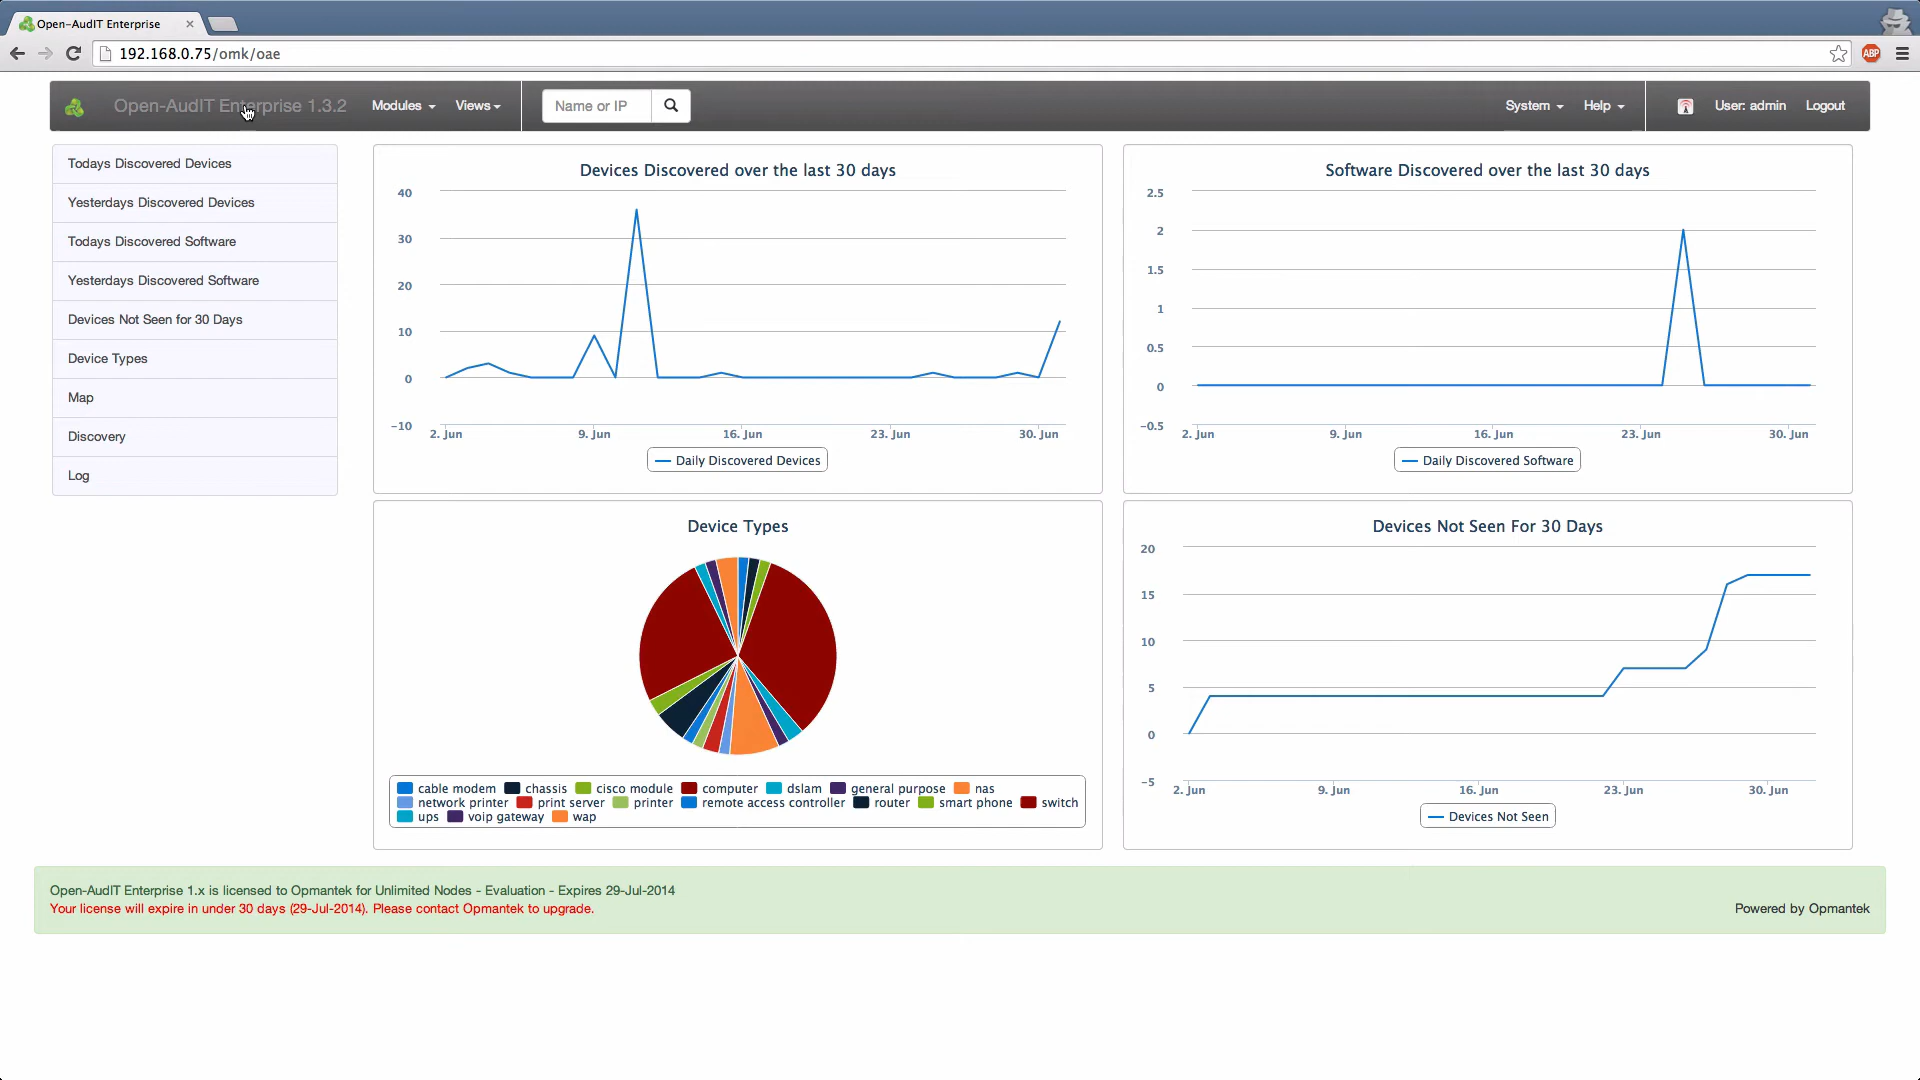 Open-AudIT Enterprise
192.168.0.75/omk/oae
ABP
Open-AudIT Enterprise 1.3.2 Modules Views Name or IP System Help User: admin Logout
Todays Discovered Devices
Yesterdays Discovered Devices
Todays Discovered Software
Yesterdays Discovered Software
Devices Not Seen for 30 Days
Device Types
Map
Discovery
Log
Devices Discovered over the last 30 days
40
30
20
10
0
−10
2. Jun 9. Jun 16. Jun 23. Jun 30. Jun
Daily Discovered Devices
Software Discovered over the last 30 days
2.5
2
1.5
1
0.5
0
−0.5
2. Jun 9. Jun 16. Jun 23. Jun 30. Jun
Daily Discovered Software
Device Types
cable modem chassis cisco module computer dslam general purpose nas
network printer print server printer remote access controller router smart phone switch
ups voip gateway wap
Devices Not Seen For 30 Days
20
15
10
5
0
−5
2. Jun 9. Jun 16. Jun 23. Jun 30. Jun
Devices Not Seen
Open-AudIT Enterprise 1.x is licensed to Opmantek for Unlimited Nodes - Evaluation - Expires 29-Jul-2014
Your license will expire in under 30 days (29-Jul-2014). Please contact Opmantek to upgrade.
Powered by Opmantek